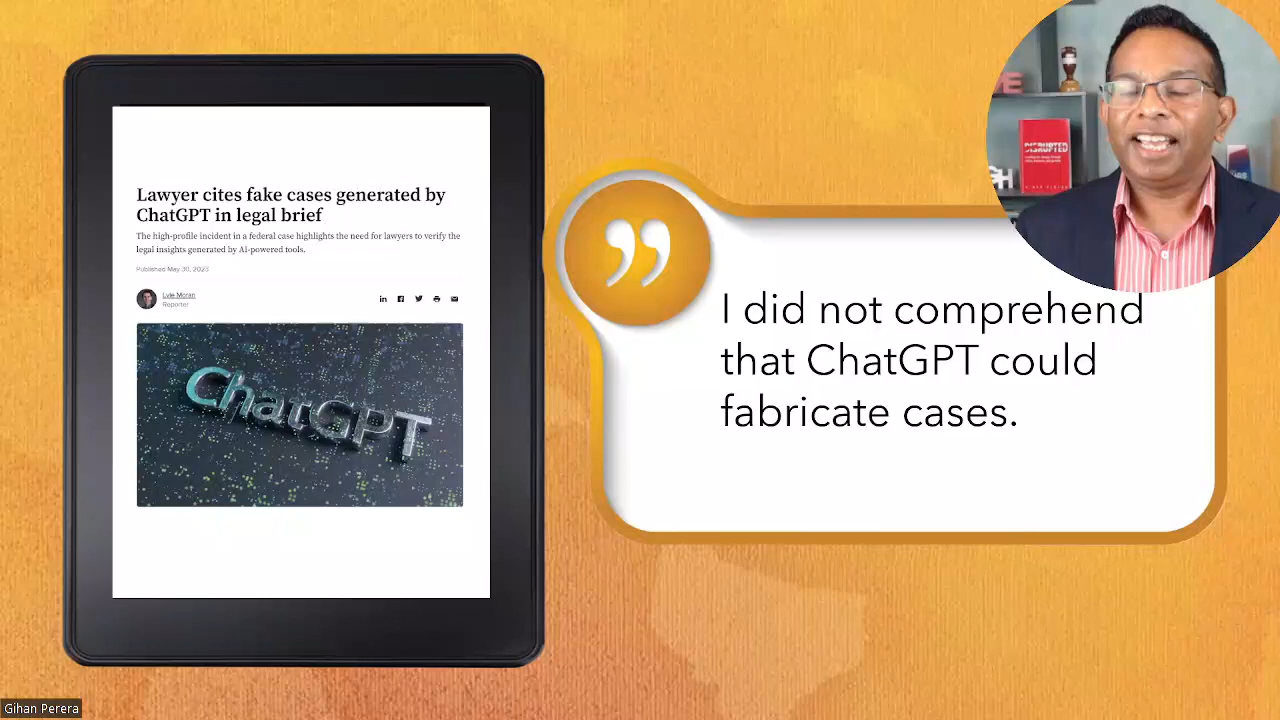 Lawyer cites fake cases generated by
ChatGPT in legal brief
The high-profile incident in a federal case highlights the need for lawyers to verify the
legal insights generated by AI-powered tools.
Published May 30, 2023
Lyle Moran
Reporter
ChatGPT
”
I did not comprehend
that ChatGPT could
fabricate cases.
DISRUPTED
Gihan Perera